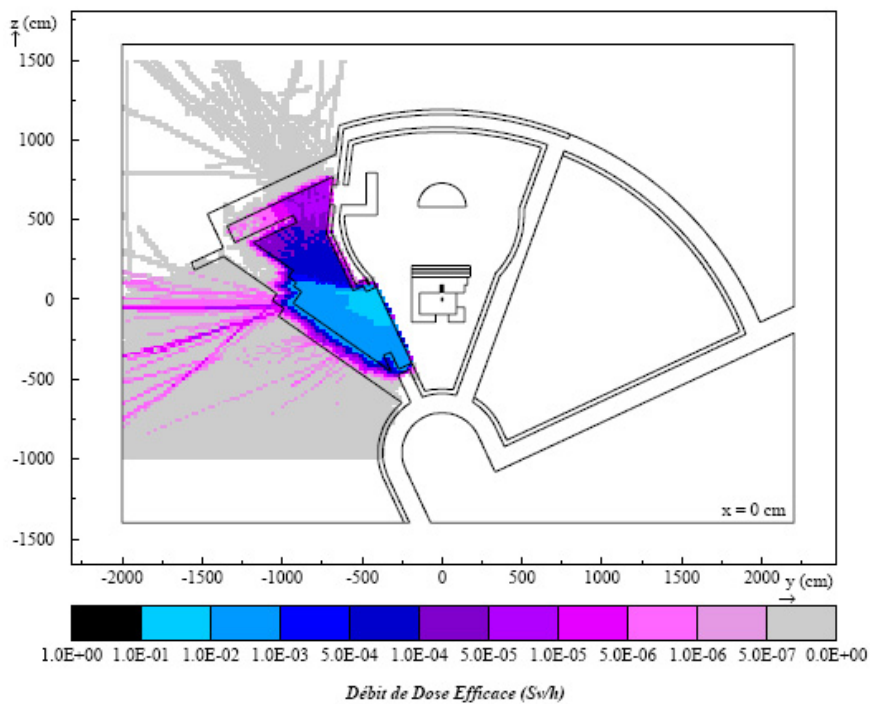 z (cm)
↑
1500
1000
500
0
-500
-1000
-1500
x = 0 cm
-2000 -1500 -1000 -500 0 500 1000 1500 2000 y (cm)
→
1.0E+00 1.0E-01 1.0E-02 1.0E-03 5.0E-04 1.0E-04 5.0E-05 1.0E-05 5.0E-06 1.0E-06 5.0E-07 0.0E+00
Débit de Dose Efficace (Sv/h)